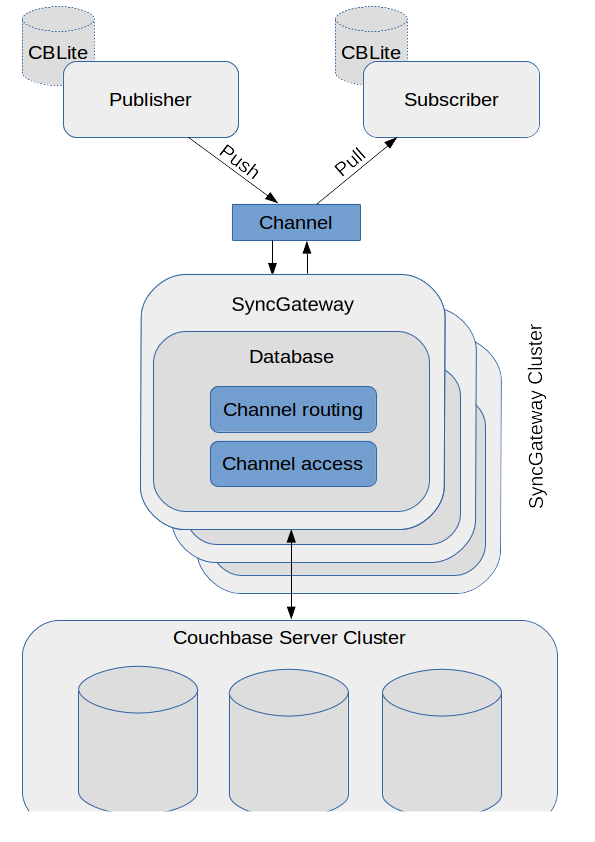 CBLite
CBLite
Publisher
Subscriber
Push
Pull
Channel
SyncGateway
Database
Channel routing
Channel access
SyncGateway Cluster
Couchbase Server Cluster